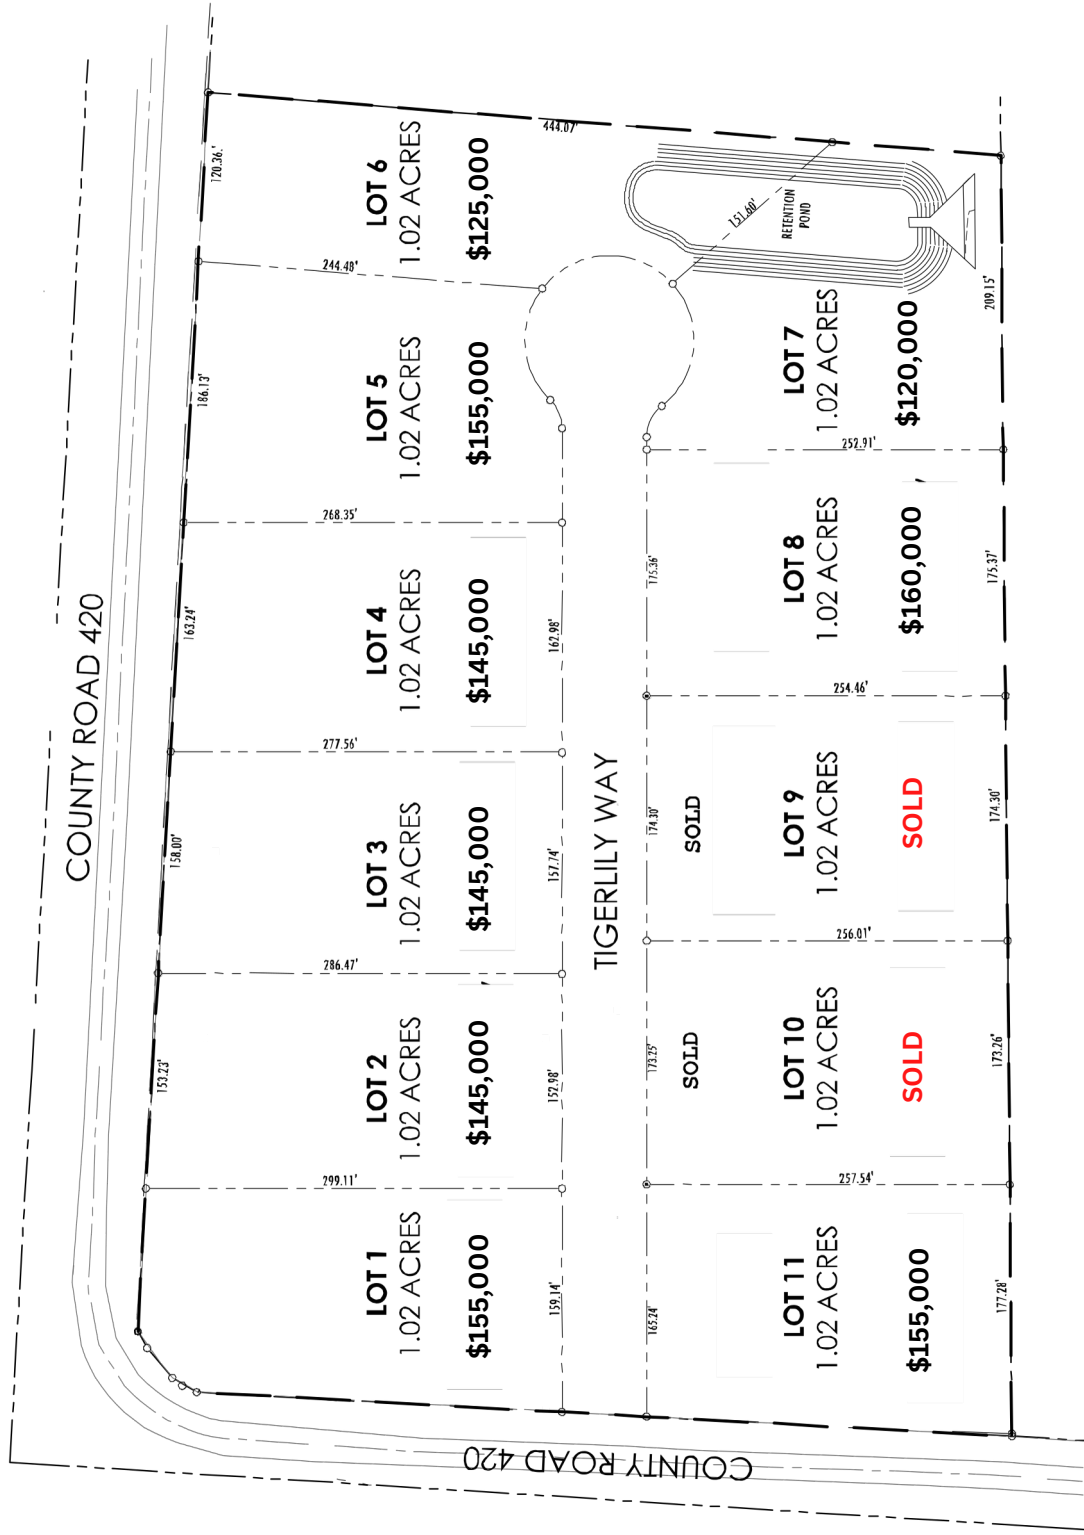 COUNTY ROAD 420
120.36'
186.13'
163.24'
158.00'
153.23'
444.07'
LOT 6
1.02 ACRES
$125,000
244.48'
LOT 5
1.02 ACRES
$155,000
268.35'
LOT 4
1.02 ACRES
$145,000
162.98'
277.56'
LOT 3
1.02 ACRES
$145,000
157.74'
286.47'
LOT 2
1.02 ACRES
$145,000
152.98'
299.11'
LOT 1
1.02 ACRES
$155,000
159.14'
TIGERLILY WAY
151.60'
RETENTION
POND
209.15'
LOT 7
1.02 ACRES
$120,000
252.91'
175.36'
LOT 8
1.02 ACRES
$160,000
175.37'
254.46'
174.30'
SOLD
LOT 9
1.02 ACRES
SOLD
174.30'
256.01'
173.25'
SOLD
LOT 10
1.02 ACRES
SOLD
173.26'
257.54'
165.24'
LOT 11
1.02 ACRES
$155,000
177.28'
COUNTY ROAD 420